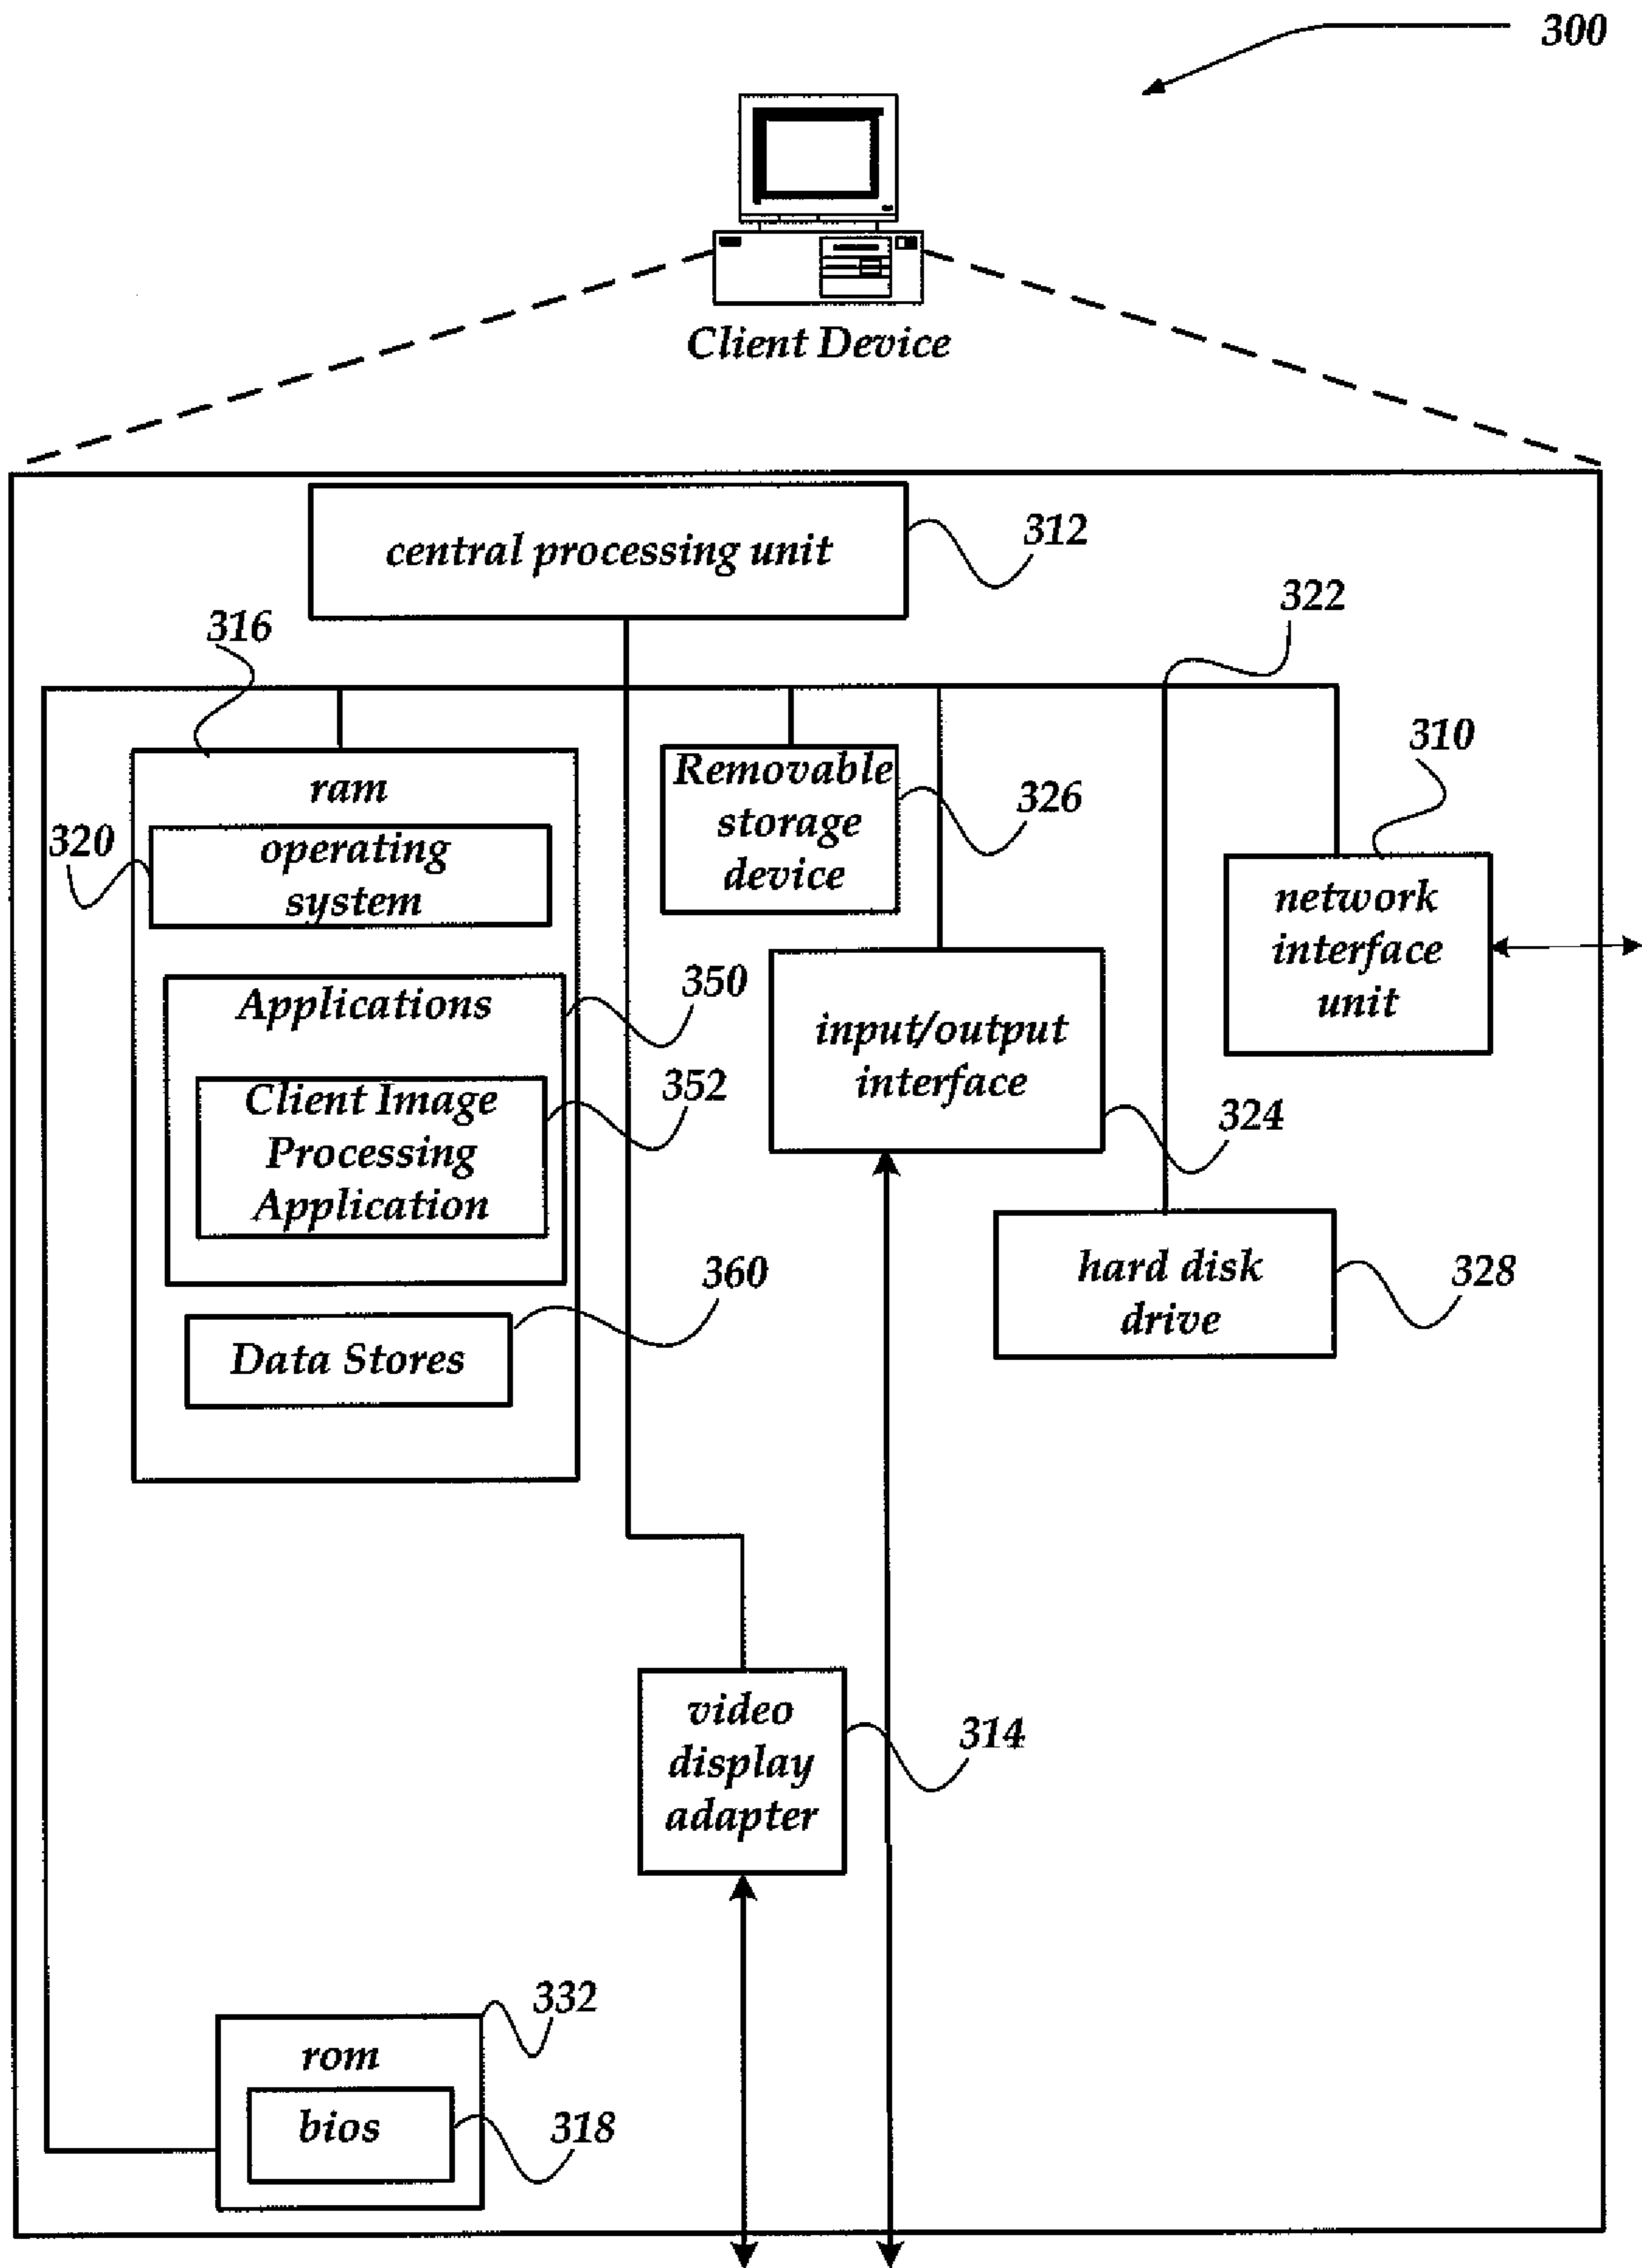 300
Client Device
central processing unit
312
322
316
310
ram
Removable
storage
device
326
320
operating
system
network
interface
unit
Applications
350
input/output
interface
Client Image
Processing
Application
352
324
360
hard disk
drive
328
Data Stores
video
display
adapter
314
332
rom
bios
318